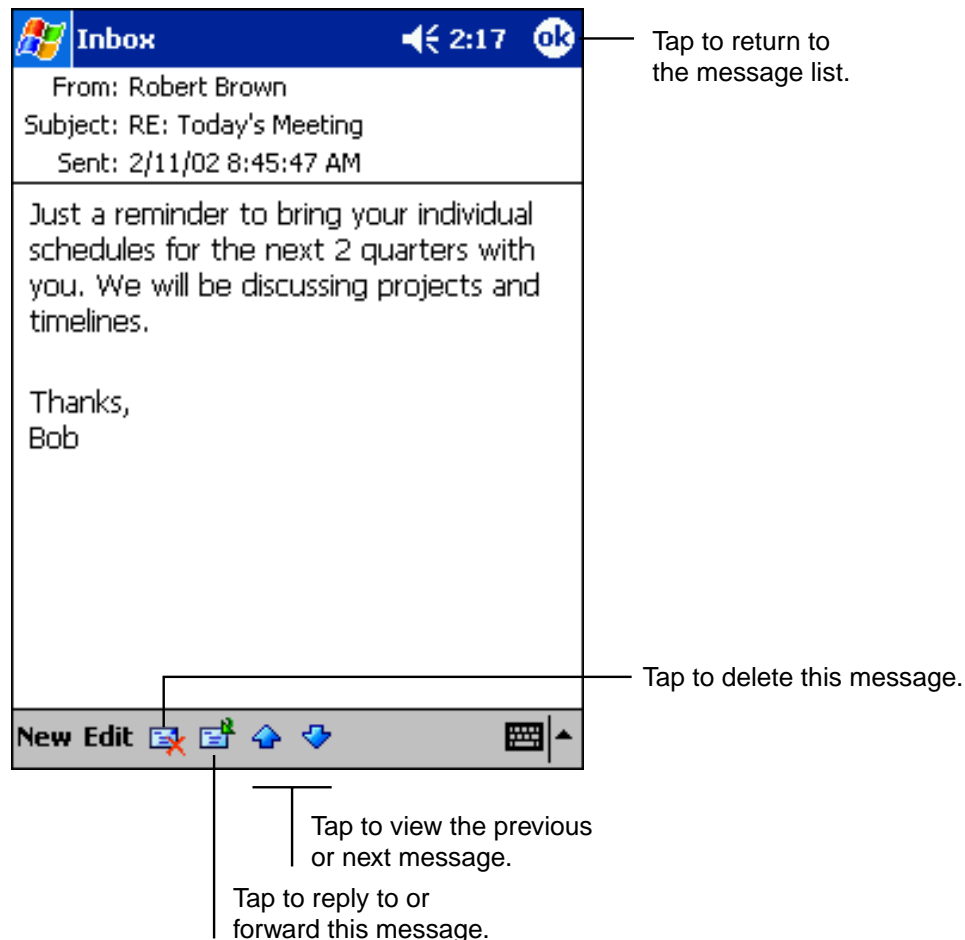 Inbox 2:17 ok
Tap to return to
the message list.
From: Robert Brown
Subject: RE: Today's Meeting
Sent: 2/11/02 8:45:47 AM
Just a reminder to bring your individual
schedules for the next 2 quarters with
you. We will be discussing projects and
timelines.
Thanks,
Bob
Tap to delete this message.
New Edit
Tap to view the previous
or next message.
Tap to reply to or
forward this message.